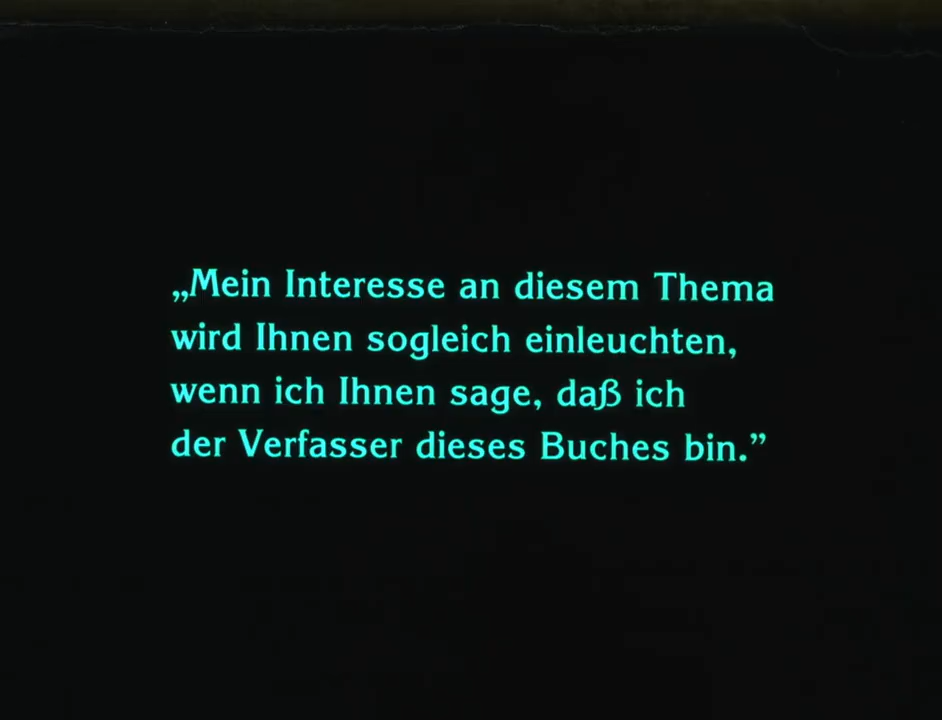 „Mein Interesse an diesem Thema
wird Ihnen sogleich einleuchten,
wenn ich Ihnen sage, daß ich
der Verfasser dieses Buches bin.”